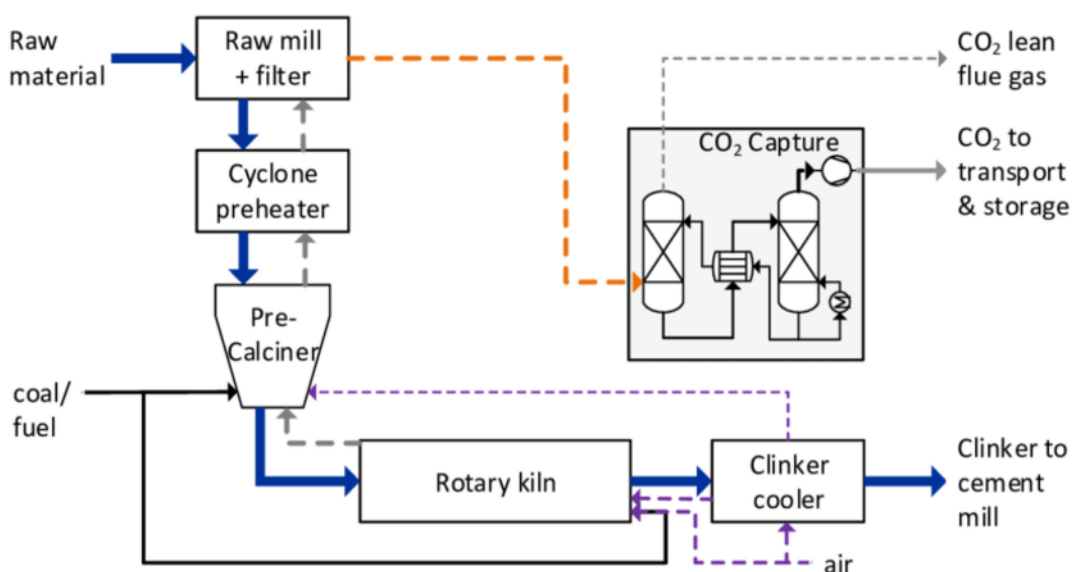 Raw
material
Raw mill
+ filter
CO₂ lean
flue gas
CO₂ Capture
CO₂ to
transport
& storage
Cyclone
preheater
Pre-
Calciner
coal/
fuel
Rotary kiln
Clinker
cooler
Clinker to
cement
mill
air